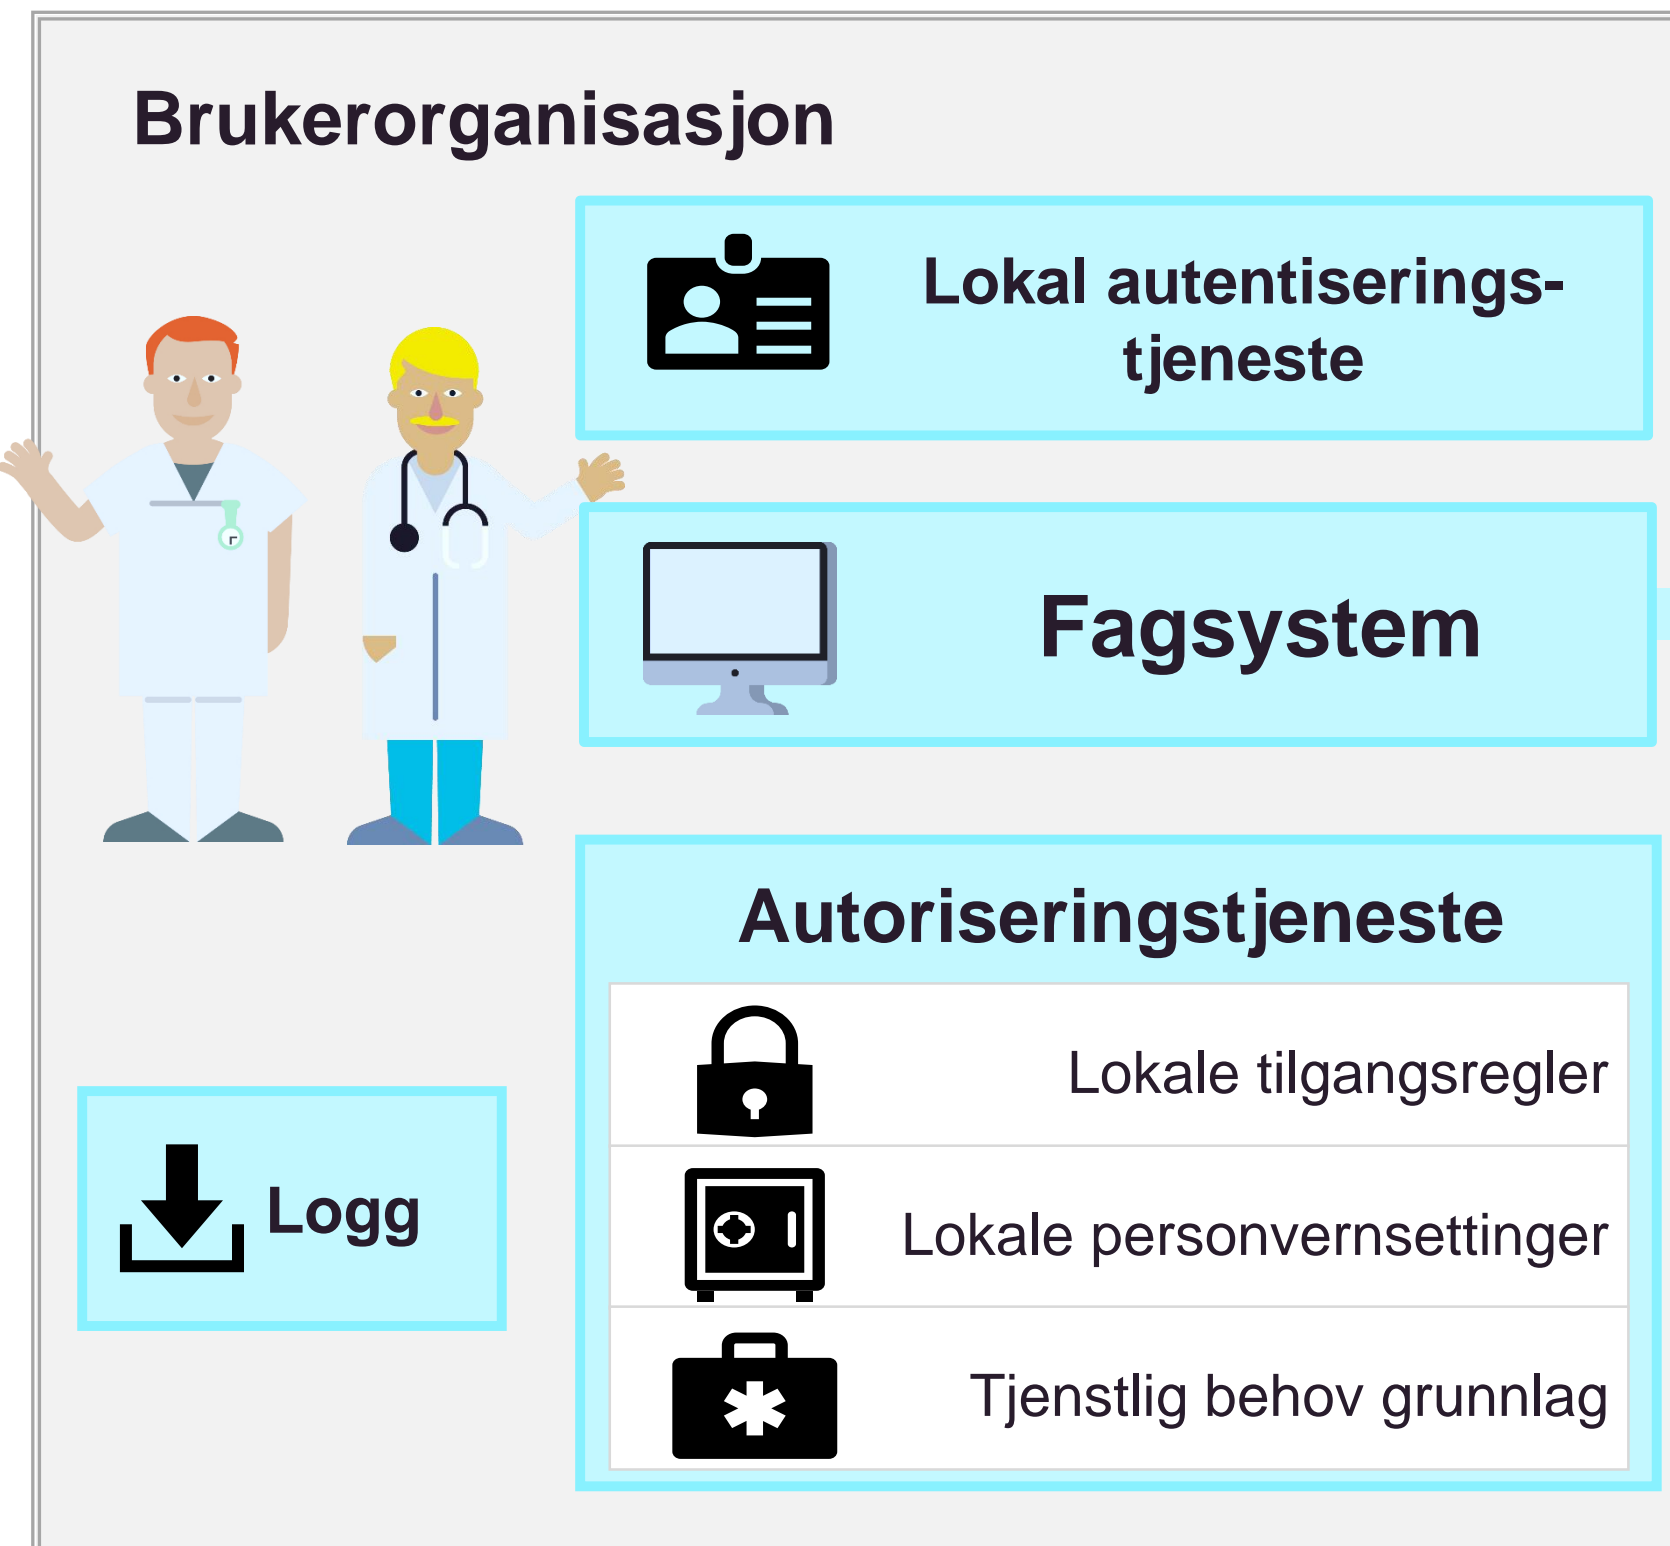 Brukerorganisasjon
Lokal autentiserings-
tjeneste
Fagsystem
Autoriseringstjeneste
Lokale tilgangsregler
Lokale personvernsettinger
Tjenstlig behov grunnlag
Logg